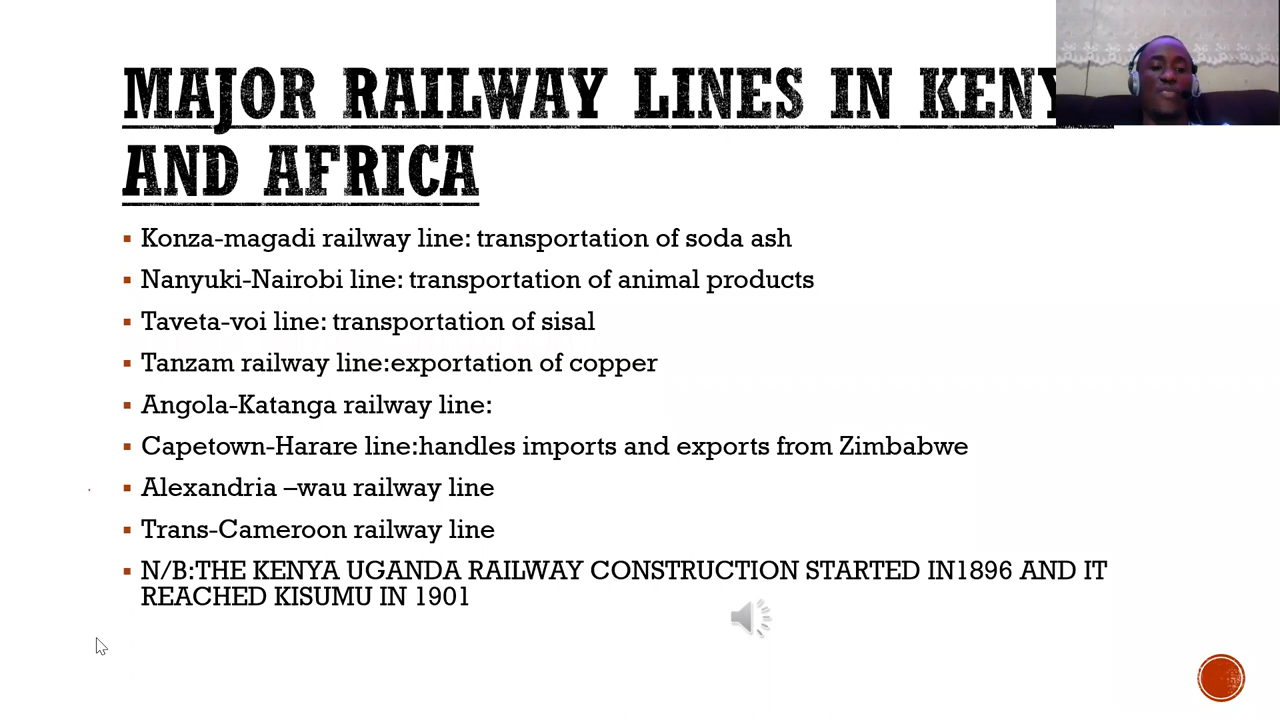 MAJOR RAILWAY LINES IN KENY
AND AFRICA
Konza-magadi railway line: transportation of soda ash
Nanyuki-Nairobi line: transportation of animal products
Taveta-voi line: transportation of sisal
Tanzam railway line:exportation of copper
Angola-Katanga railway line:
Capetown-Harare line:handles imports and exports from Zimbabwe
Alexandria –wau railway line
Trans-Cameroon railway line
N/B:THE KENYA UGANDA RAILWAY CONSTRUCTION STARTED IN1896 AND IT
REACHED KISUMU IN 1901